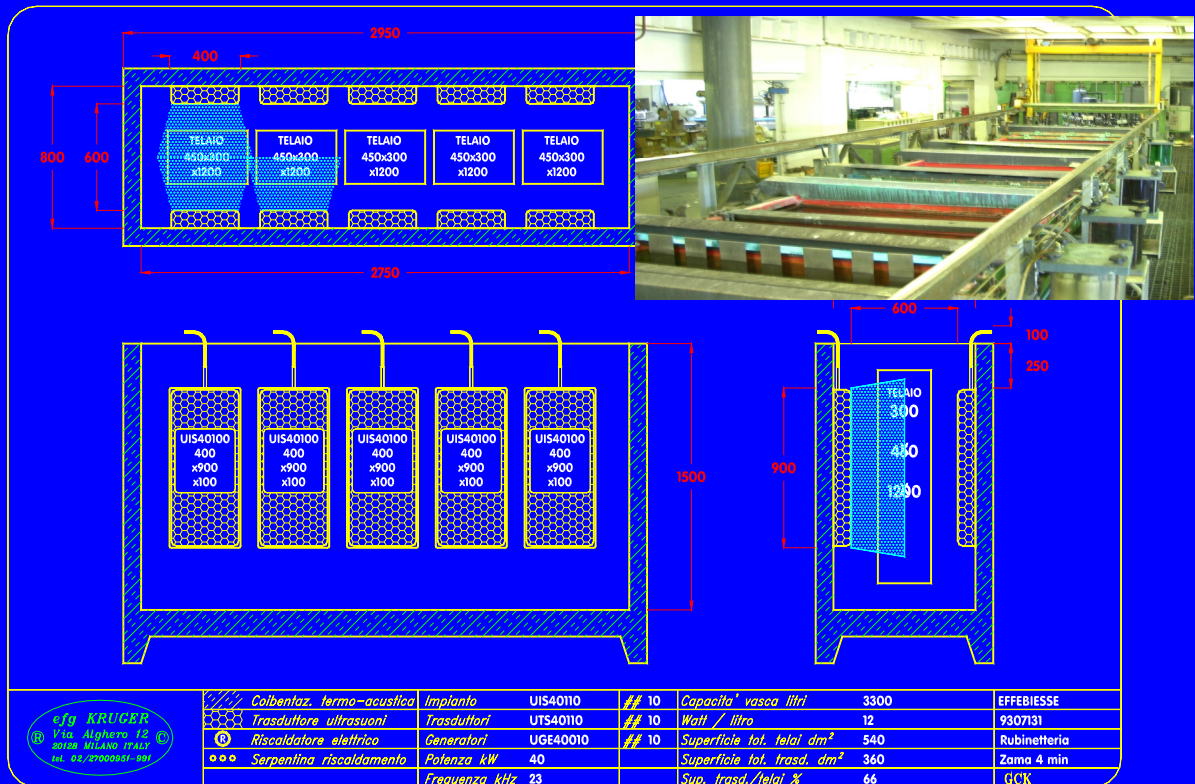 2950
400
800
600
TELAIO TELAIO TELAIO TELAIO TELAIO
450x300 450x300 450x300 450x300 450x300
x1200 x1200 x1200 x1200 x1200
2750
600
100
250
UIS40100 UIS40100 UIS40100 UIS40100 UIS40100
400 400 400 400 400
x900 x900 x900 x900 x900
x100 x100 x100 x100 x100
1500
900
TELAIO
300
450
1200
efg KRUGER
Via Alghero 12
20128 MILANO ITALY
tel. 02/27000951-991
® ©
Coibentaz. termo-acustica Impianto UIS40110 ## 10 Capacita' vasca litri 3300 EFFEBIESSE
Trasduttore ultrasuoni Trasduttori UTS40110 ## 10 Watt / litro 12 9307131
® Riscaldatore elettrico Generatori UGE40010 ## 10 Superficie tot. telai dm² 540 Rubinetteria
Serpentina riscaldamento Potenza kW 40 Superficie tot. trasd. dm² 360 Zama 4 min
Frequenza kHz 23 Sup. trasd./telai % 66 GCK